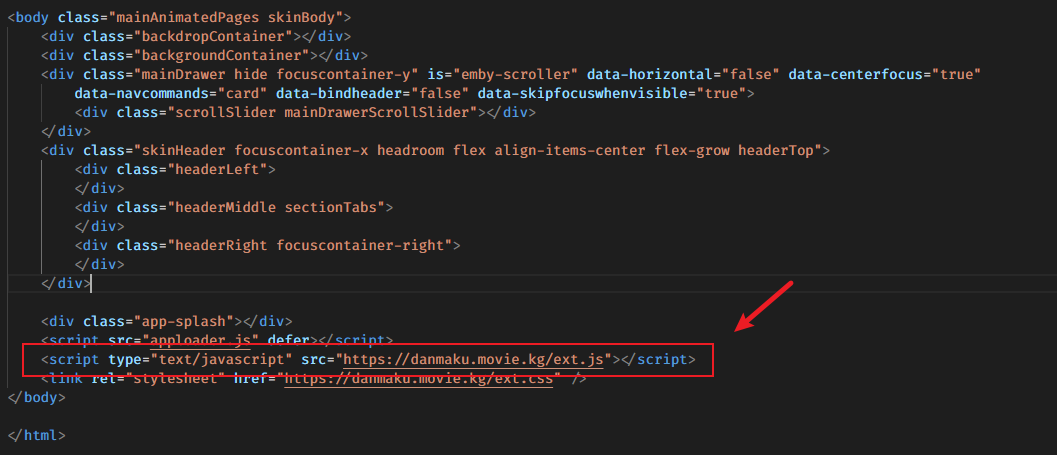 <body class="mainAnimatedPages skinBody">
<div class="backdropContainer"></div>
<div class="backgroundContainer"></div>
<div class="mainDrawer hide focuscontainer-y" is="emby-scroller" data-horizontal="false" data-centerfocus="true"
data-navcommands="card" data-bindheader="false" data-skipfocuswhenvisible="true">
<div class="scrollSlider mainDrawerScrollSlider"></div>
</div>
<div class="skinHeader focuscontainer-x headroom flex align-items-center flex-grow headerTop">
<div class="headerLeft">
</div>
<div class="headerMiddle sectionTabs">
</div>
<div class="headerRight focuscontainer-right">
</div>
</div>
<div class="app-splash"></div>
<script src="apploader.js" defer></script>
<script type="text/javascript" src="https://danmaku.movie.kg/ext.js"></script>
<link rel="stylesheet" href="https://danmaku.movie.kg/ext.css" />
</body>
</html>